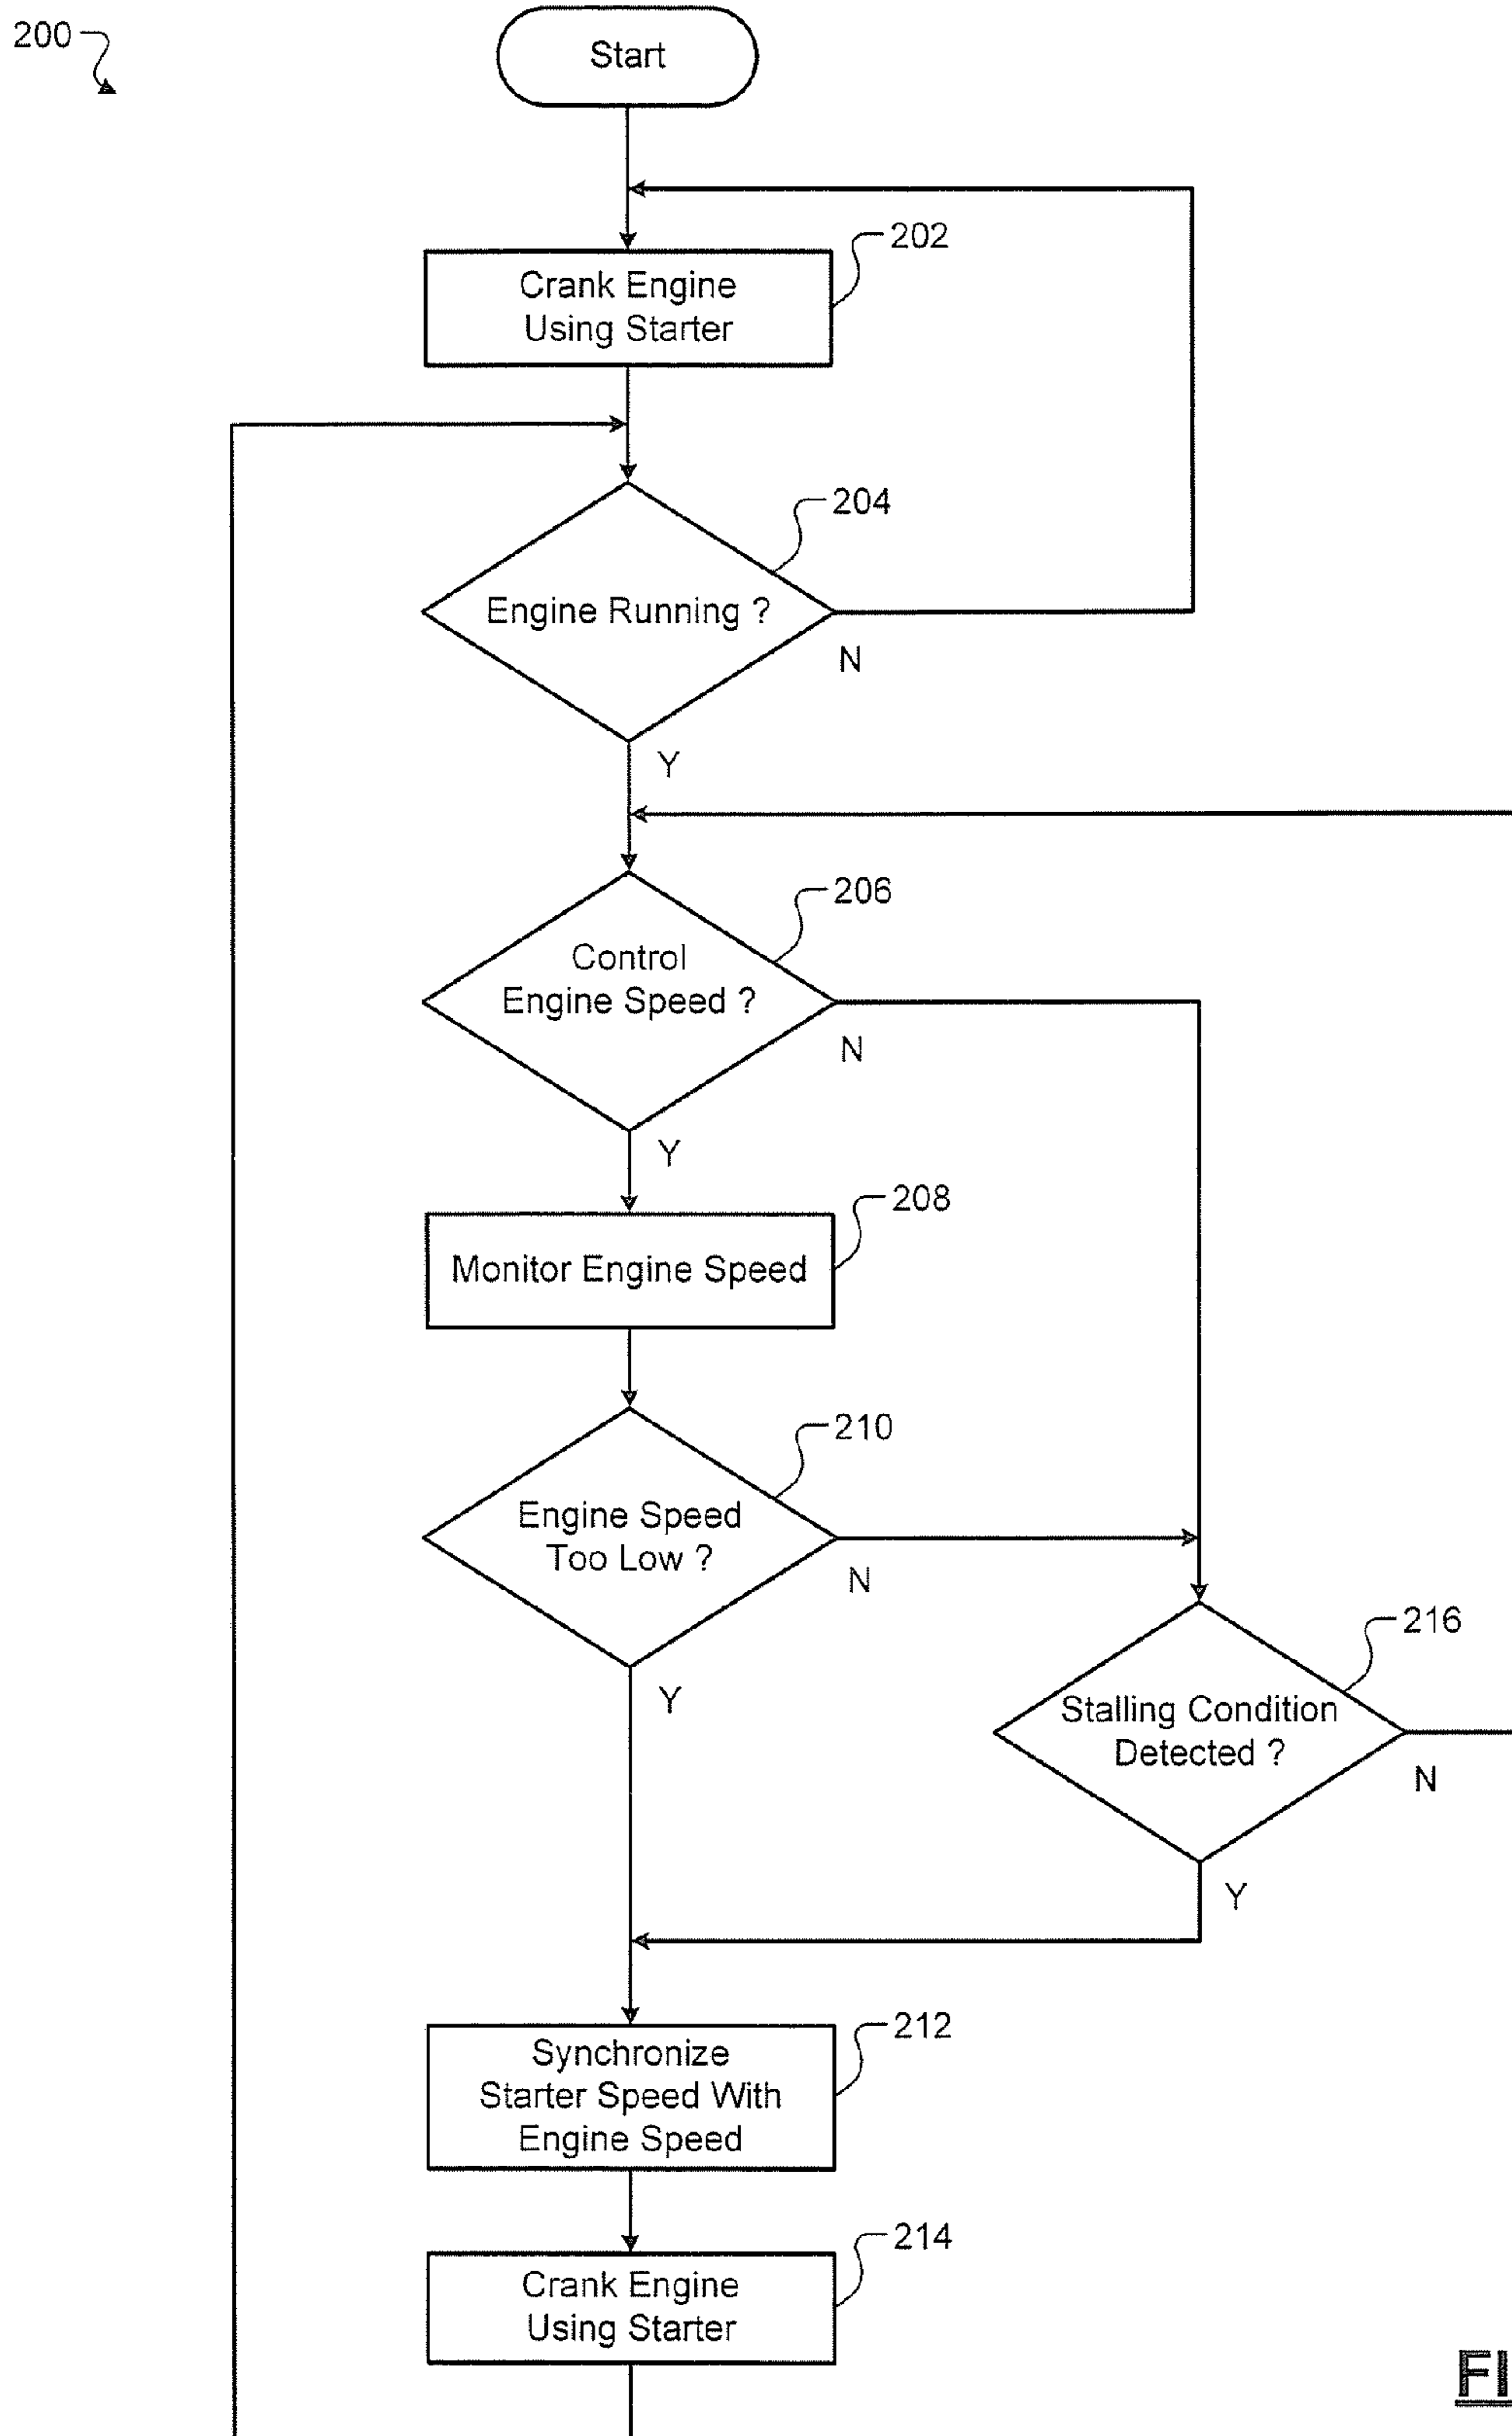 200
Start
202
Crank Engine
Using Starter
204
Engine Running ?
N
Y
206
Control
Engine Speed ?
N
Y
208
Monitor Engine Speed
210
Engine Speed
Too Low ?
N
Y
216
Stalling Condition
Detected ?
N
Y
212
Synchronize
Starter Speed With
Engine Speed
214
Crank Engine
Using Starter
FI